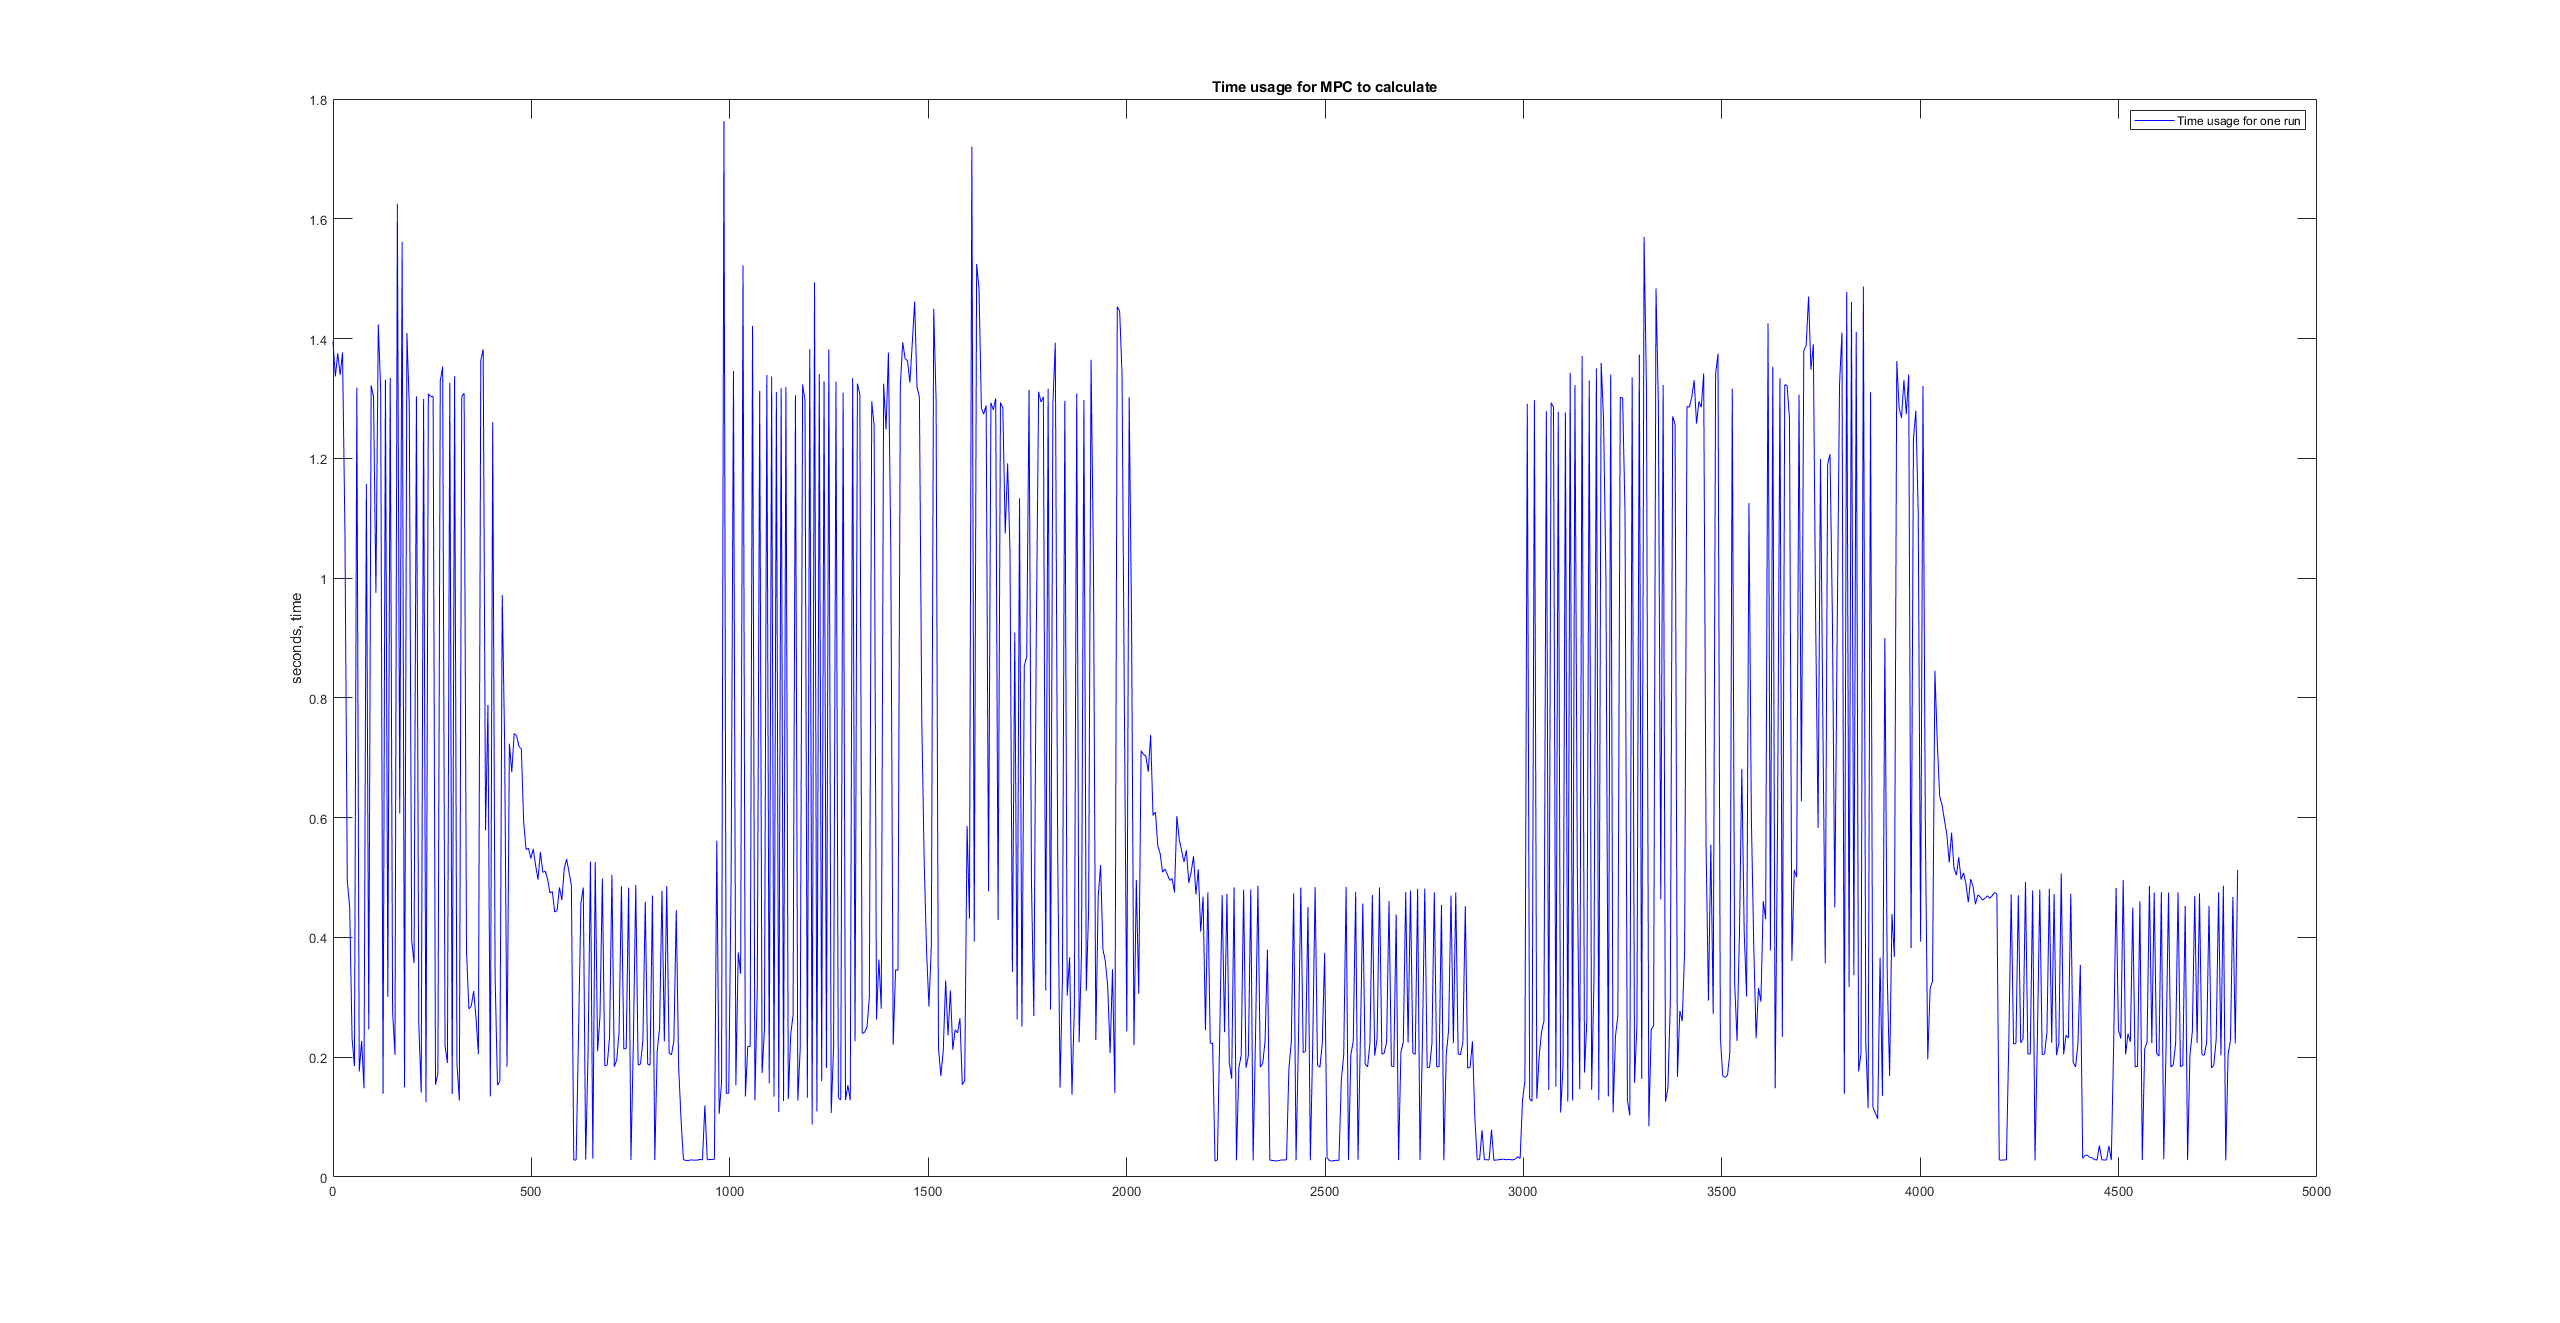 Time usage for MPC to calculate
Time usage for one run
seconds, time
1.8
1.6
1.4
1.2
1
0.8
0.6
0.4
0.2
0
0 500 1000 1500 2000 2500 3000 3500 4000 4500 5000